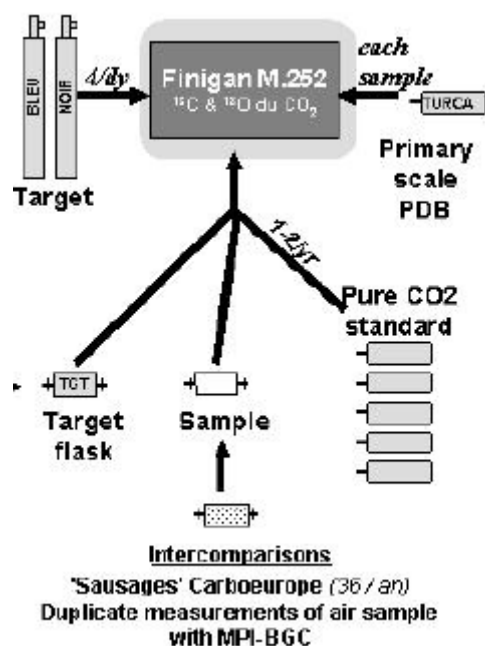 BLEU
NOIR
4/dy
Finigan M.252
¹³C & ¹⁸O du CO₂
each
sample
TURCA
Target
Primary
scale
PDB
1-2/yr
Pure CO2
standard
TGT
Target
flask
Sample
Intercomparisons
'Sausages' Carboeurope (36 / an)
Duplicate measurements of air sample
with MPI-BGC